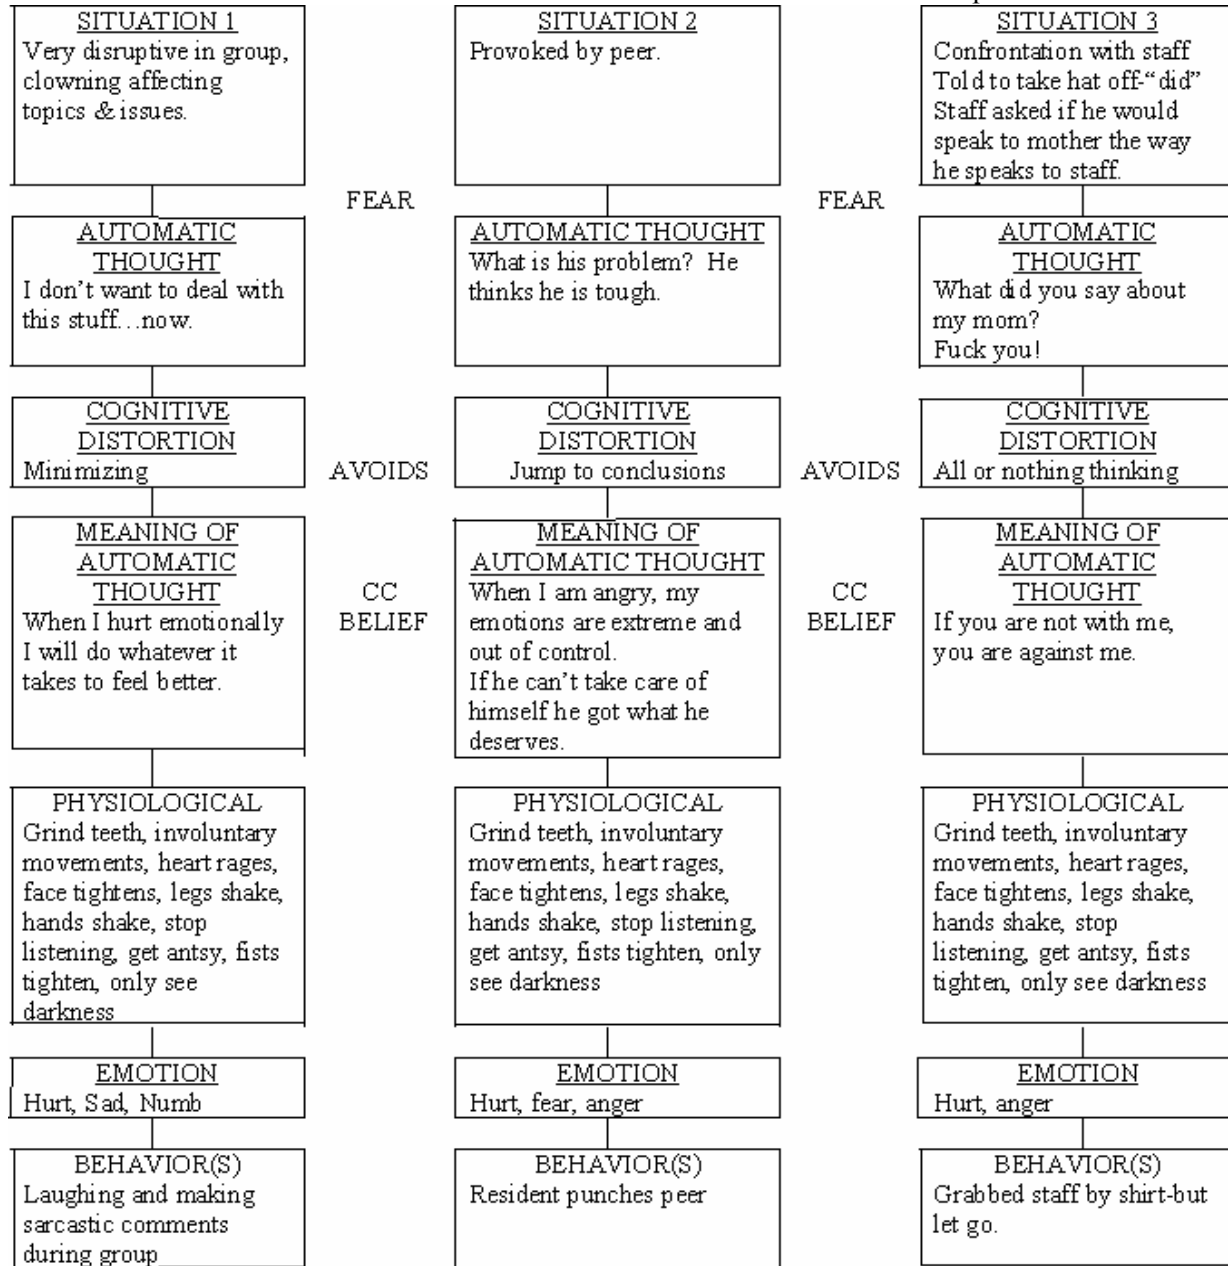 SITUATION 1
Very disruptive in group,
clowning affecting
topics & issues.
AUTOMATIC
THOUGHT
I don't want to deal with
this stuff…now.
COGNITIVE
DISTORTION
Minimizing
MEANING OF
AUTOMATIC
THOUGHT
When I hurt emotionally
I will do whatever it
takes to feel better.
PHYSIOLOGICAL
Grind teeth, involuntary
movements, heart rages,
face tightens, legs shake,
hands shake, stop
listening, get antsy, fists
tighten, only see
darkness
EMOTION
Hurt, Sad, Numb
BEHAVIOR(S)
Laughing and making
sarcastic comments
during group
FEAR
AVOIDS
CC
BELIEF
SITUATION 2
Provoked by peer.
AUTOMATIC THOUGHT
What is his problem?  He
thinks he is tough.
COGNITIVE
DISTORTION
Jump to conclusions
MEANING OF
AUTOMATIC THOUGHT
When I am angry, my
emotions are extreme and
out of control.
If he can't take care of
himself he got what he
deserves.
PHYSIOLOGICAL
Grind teeth, involuntary
movements, heart rages,
face tightens, legs shake,
hands shake, stop listening,
get antsy, fists tighten, only
see darkness
EMOTION
Hurt, fear, anger
BEHAVIOR(S)
Resident punches peer
FEAR
AVOIDS
CC
BELIEF
SITUATION 3
Confrontation with staff
Told to take hat off-“did”
Staff asked if he would
speak to mother the way
he speaks to staff.
AUTOMATIC
THOUGHT
What did you say about
my mom?
Fuck you!
COGNITIVE
DISTORTION
All or nothing thinking
MEANING OF
AUTOMATIC
THOUGHT
If you are not with me,
you are against me.
PHYSIOLOGICAL
Grind teeth, involuntary
movements, heart rages,
face tightens, legs shake,
hands shake, stop
listening, get antsy, fists
tighten, only see darkness
EMOTION
Hurt, anger
BEHAVIOR(S)
Grabbed staff by shirt-but
let go.